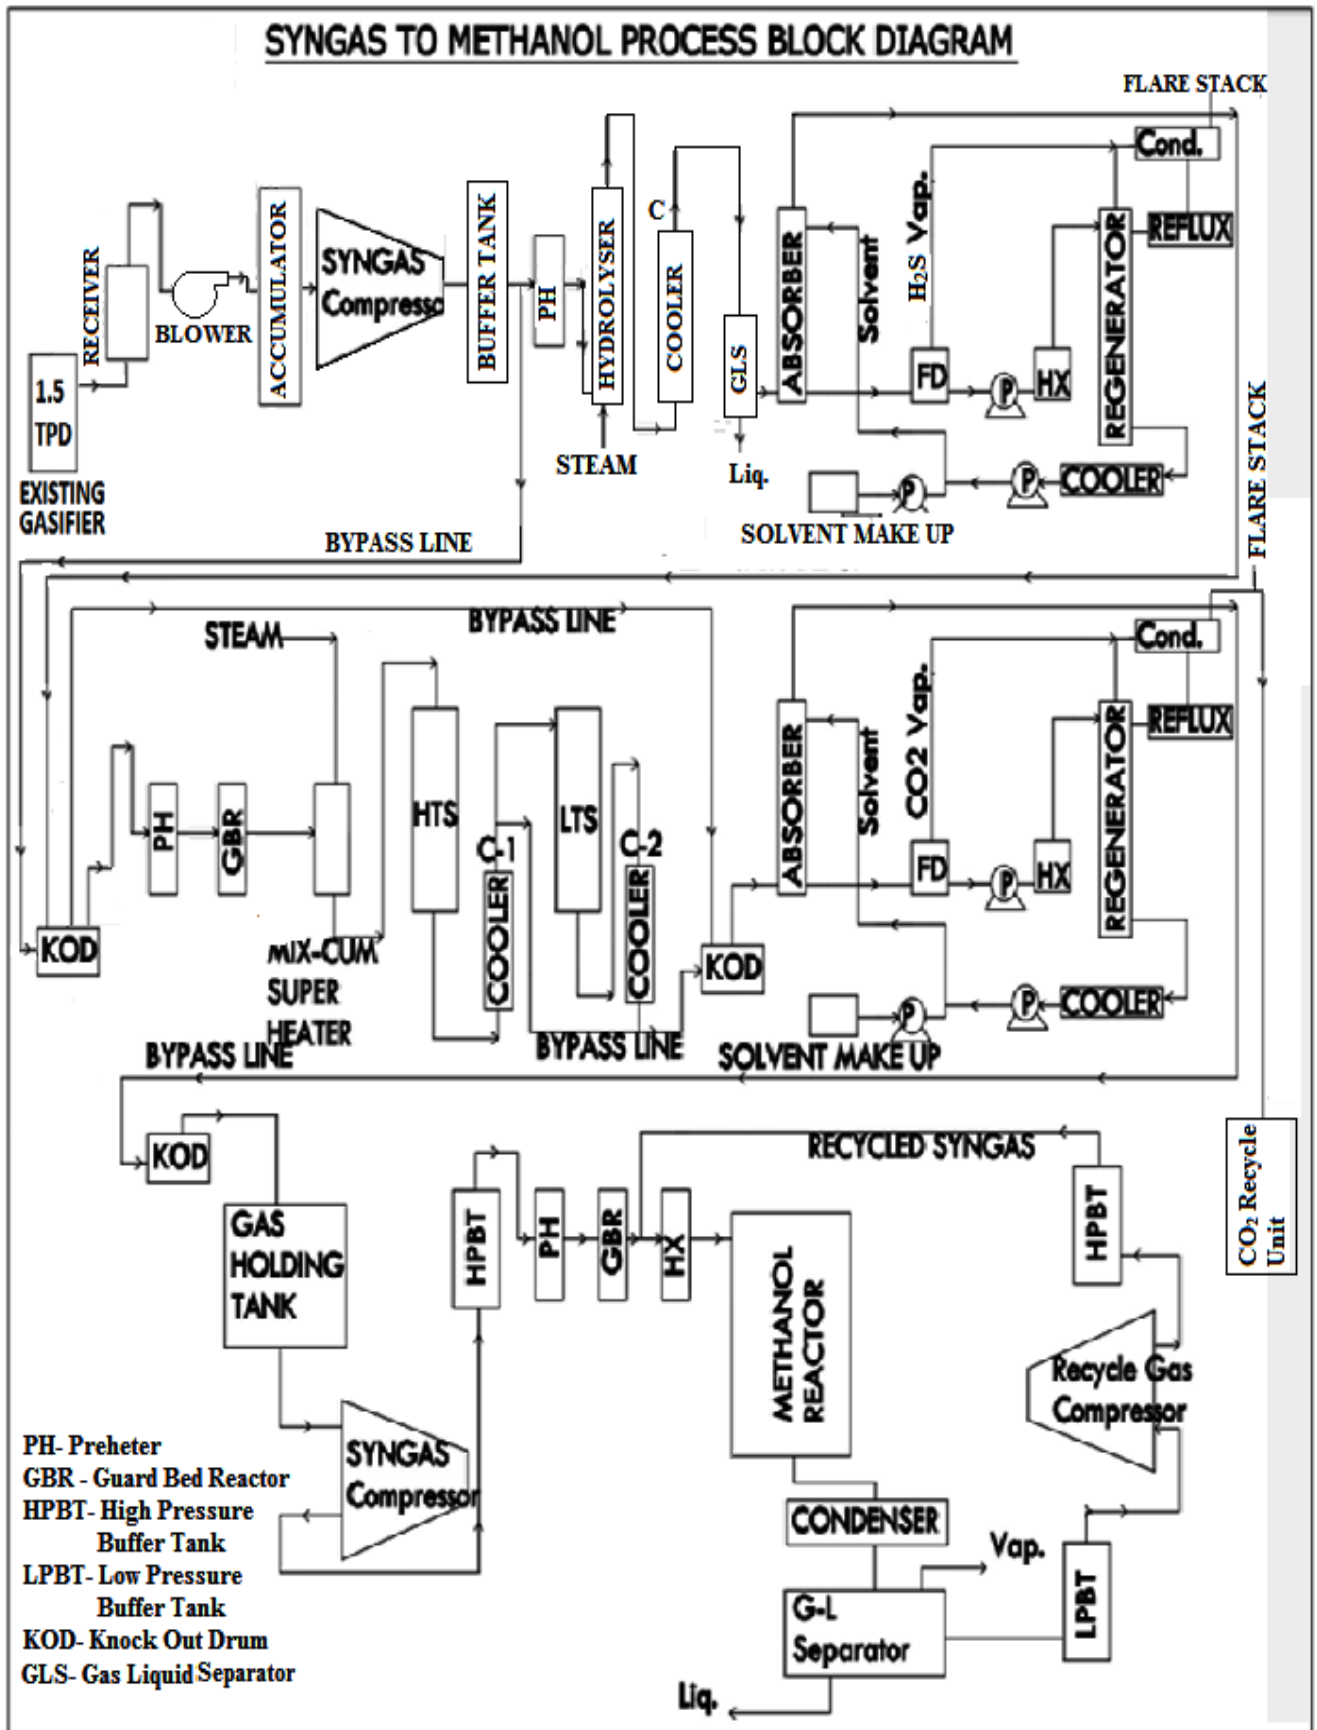 SYNGAS TO METHANOL PROCESS BLOCK DIAGRAM
FLARE STACK
Cond.
REFLUX
REGENERATOR
HX
P
FD
H₂S Vap.
Solvent
ABSORBER
GLS
Liq.
C
COOLER
HYDROLYSER
STEAM
PH
BUFFER TANK
SYNGAS
Compresso
ACCUMULATOR
BLOWER
RECEIVER
1.5
TPD
EXISTING
GASIFIER
COOLER
P
P
SOLVENT MAKE UP
BYPASS LINE
FLARE STACK
BYPASS LINE
STEAM
Cond.
REFLUX
REGENERATOR
HX
P
FD
CO2 Vap.
Solvent
ABSORBER
KOD
PH
GBR
MIX-CUM
SUPER
HEATER
HTS
C-1
COOLER
LTS
C-2
COOLER
KOD
BYPASS LINE
COOLER
P
P
SOLVENT MAKE UP
BYPASS LINE
KOD
GAS
HOLDING
TANK
SYNGAS
Compressor
HPBT
PH
GBR
HX
RECYCLED SYNGAS
METHANOL
REACTOR
HPBT
Recycle Gas
Compressor
CO₂ Recycle
Unit
CONDENSER
Vap.
G-L
Separator
LPBT
Liq.
PH- Preheter
GBR - Guard Bed Reactor
HPBT- High Pressure
Buffer Tank
LPBT- Low Pressure
Buffer Tank
KOD- Knock Out Drum
GLS- Gas Liquid Separator